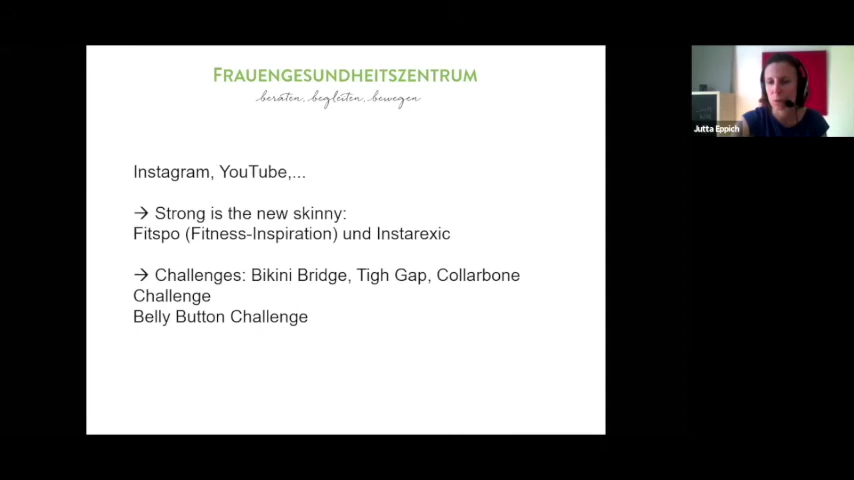 FRAUENGESUNDHEITSZENTRUM
beraten, begleiten, bewegen
Jutta Eppich
Instagram, YouTube,...
→ Strong is the new skinny:
Fitspo (Fitness-Inspiration) und Instarexic
→ Challenges: Bikini Bridge, Tigh Gap, Collarbone
Challenge
Belly Button Challenge